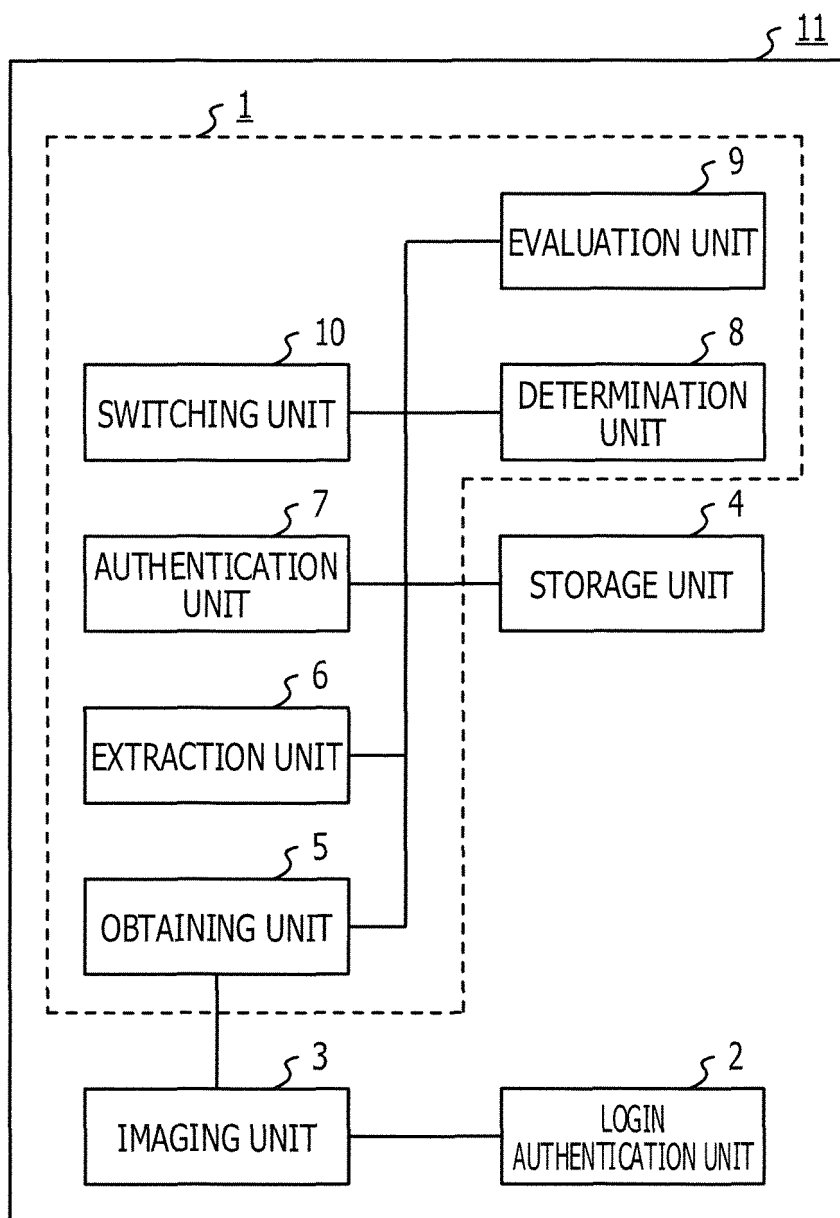 11
1
9
EVALUATION UNIT
10
SWITCHING UNIT
8
DETERMINATION
UNIT
7
AUTHENTICATION
UNIT
4
STORAGE UNIT
6
EXTRACTION UNIT
5
OBTAINING UNIT
3
IMAGING UNIT
2
LOGIN
AUTHENTICATION UNIT